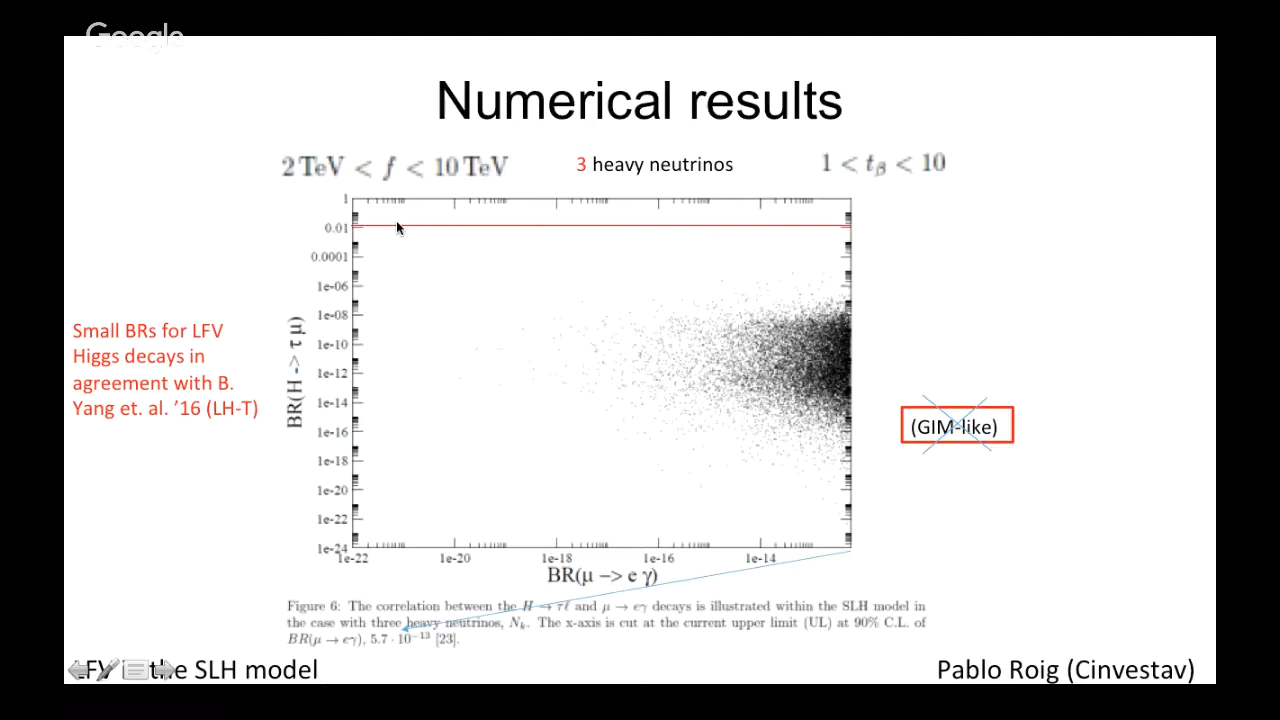 Google
Numerical results
2 TeV < f < 10 TeV
3 heavy neutrinos
1 < tβ < 10
1
0.01
0.0001
1e-06
1e-08
1e-10
1e-12
1e-14
1e-16
1e-18
1e-20
1e-22
1e-24
BR(H -> τ μ)
1e-22 1e-20 1e-18 1e-16 1e-14
BR(μ -> e γ)
Small BRs for LFV
Higgs decays in
agreement with B.
Yang et. al. ’16 (LH-T)
(GIM-like)
Figure 6: The correlation between the H → τℓ and μ → eγ decays is illustrated within the SLH model in
the case with three heavy neutrinos, Nk. The x-axis is cut at the current upper limit (UL) at 90% C.L. of
BR(μ → eγ), 5.7 · 10−13 [23].
LFV in the SLH model
Pablo Roig (Cinvestav)